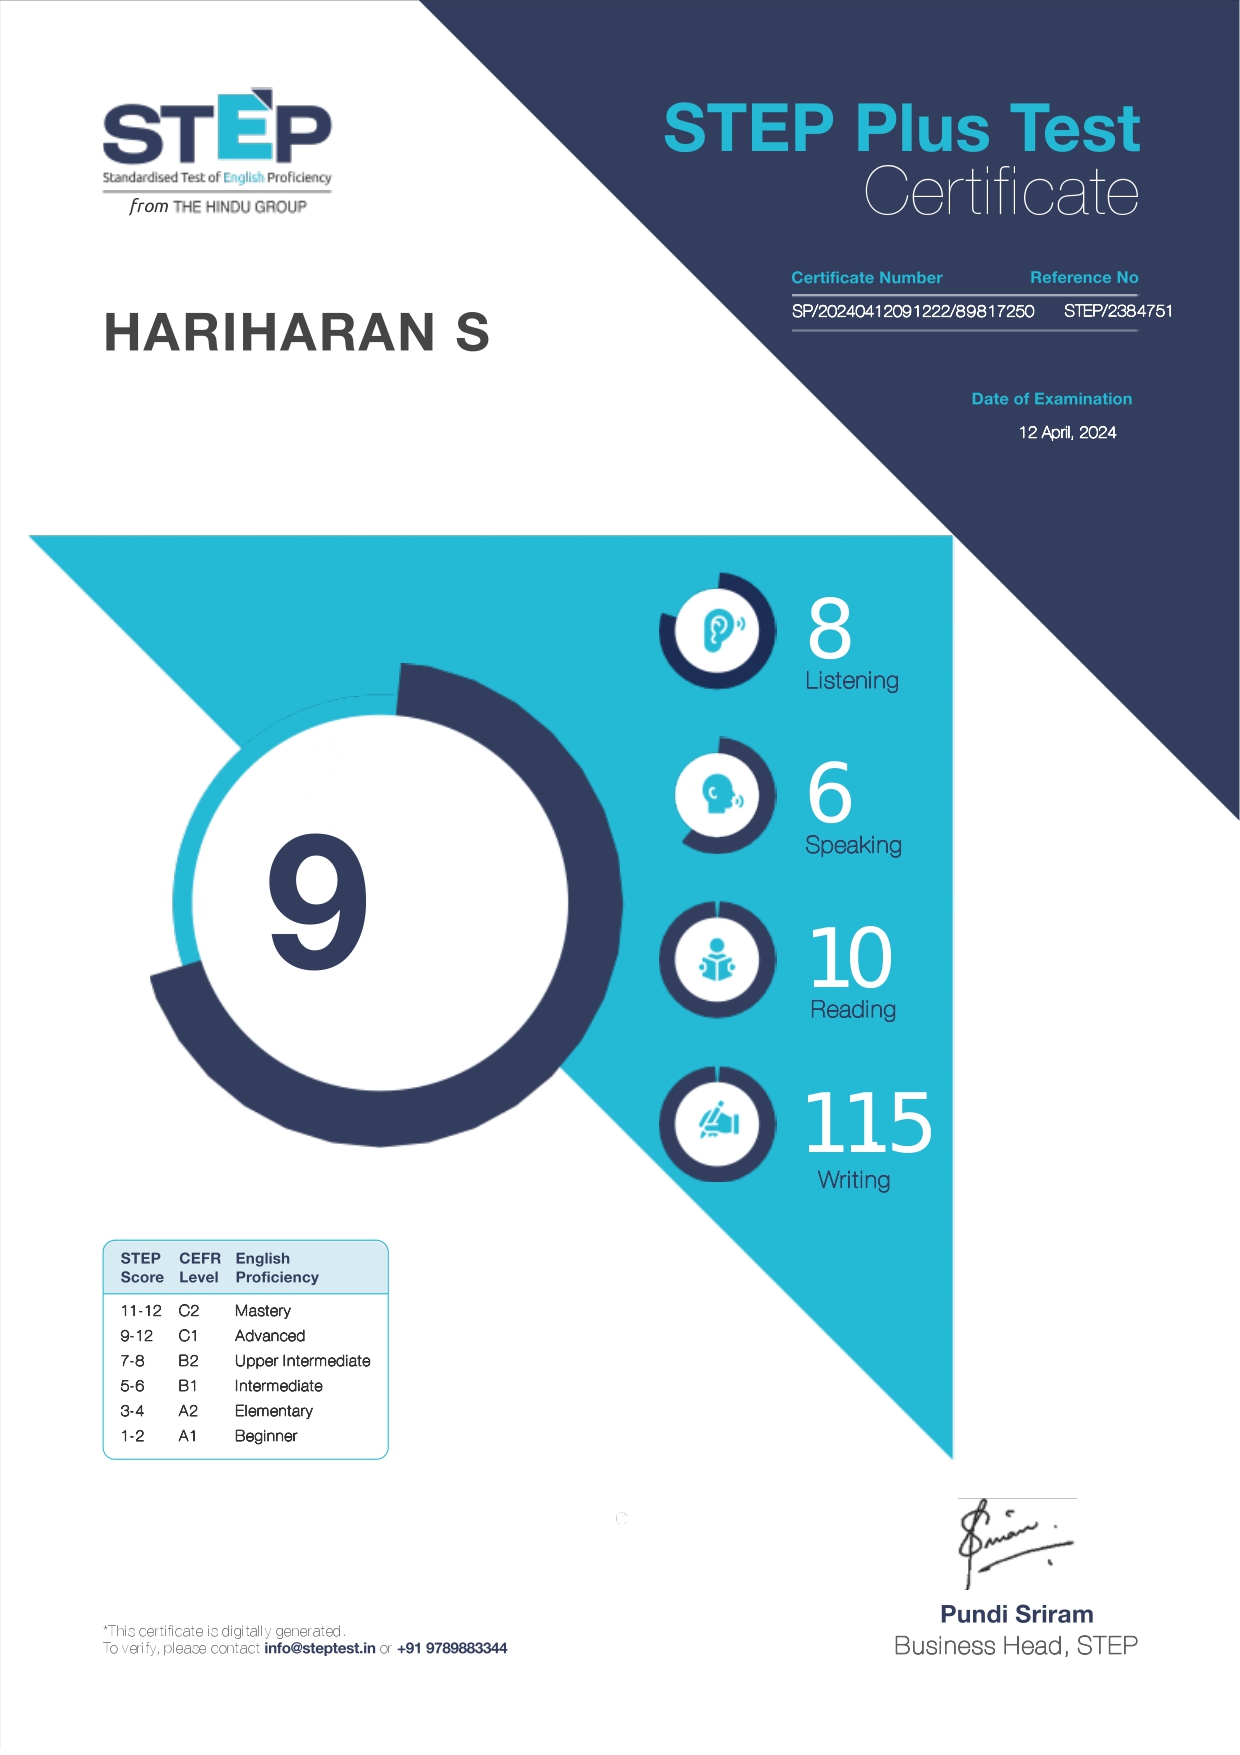 STEP
Standardised Test of English Proficiency
from THE HINDU GROUP
STEP Plus Test
Certificate
Certificate Number Reference No
SP/20240412091222/89817250 STEP/2384751
HARIHARAN S
Date of Examination
12 April, 2024
8
Listening
6
Speaking
9
10
Reading
115
Writing
STEP Score CEFR Level English Proficiency
11-12 C2 Mastery
9-12 C1 Advanced
7-8 B2 Upper Intermediate
5-6 B1 Intermediate
3-4 A2 Elementary
1-2 A1 Beginner
Pundi Sriram
Business Head, STEP
*This certificate is digitally generated.
To verify, please contact info@steptest.in or +91 9789883344